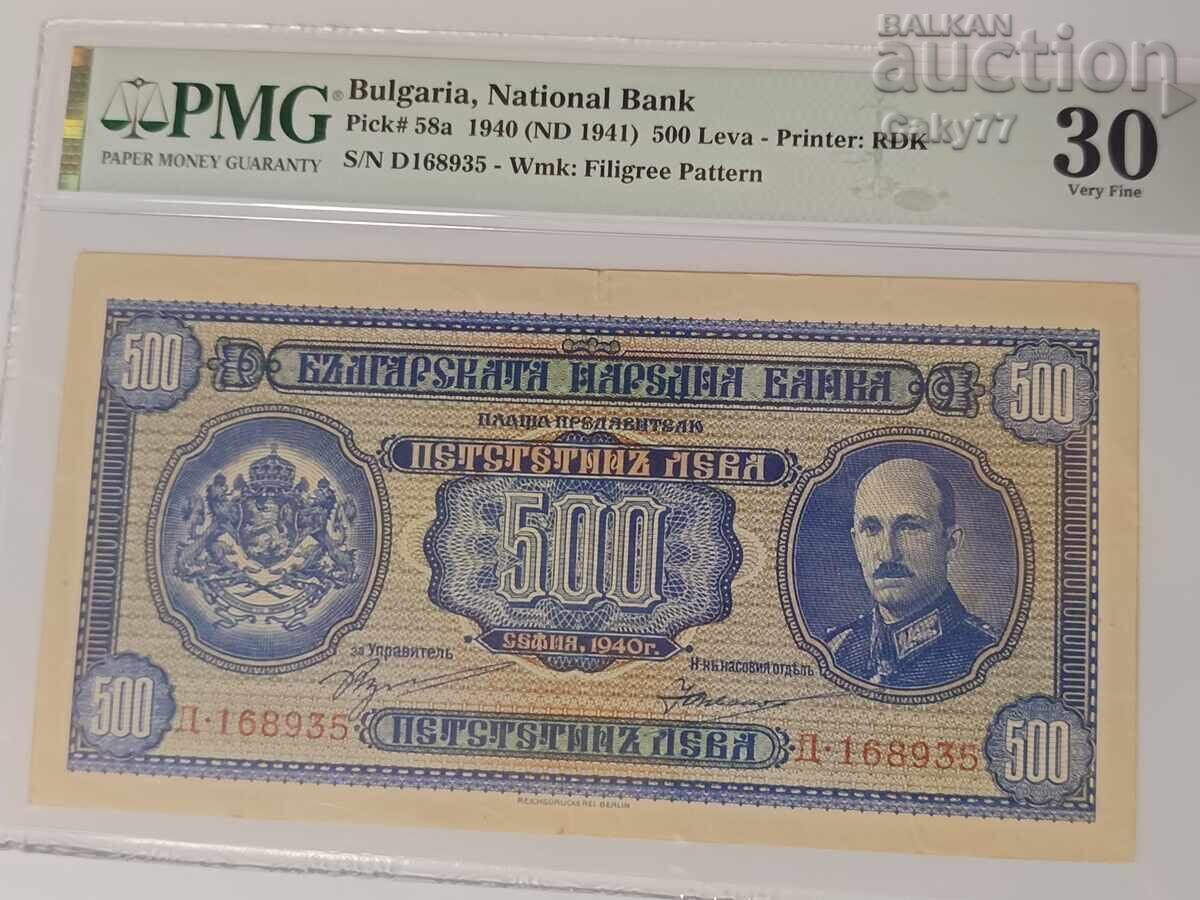 BALKAN
auction
Caky77
PMG® Bulgaria, National Bank
PAPER MONEY GUARANTY
Pick# 58a 1940 (ND 1941) 500 Leva - Printer: RDK
S/N D168935 - Wmk: Filigree Pattern
30
Very Fine
500
500
БЪЛГАРСКАТА НАРОДНА БАНКА
ПЛАЩА ПРЕДЯВИТЕЛЮ
ПЕТСТОТИНЪ ЛЕВА
500
СОФИЯ, 1940 г.
за Управитель
Н-къ Касовия отдѣлъ
500
500
Д·168935
Д·168935
ПЕТСТОТИНЪ ЛЕВА
REICHSDRUCKEREI BERLIN